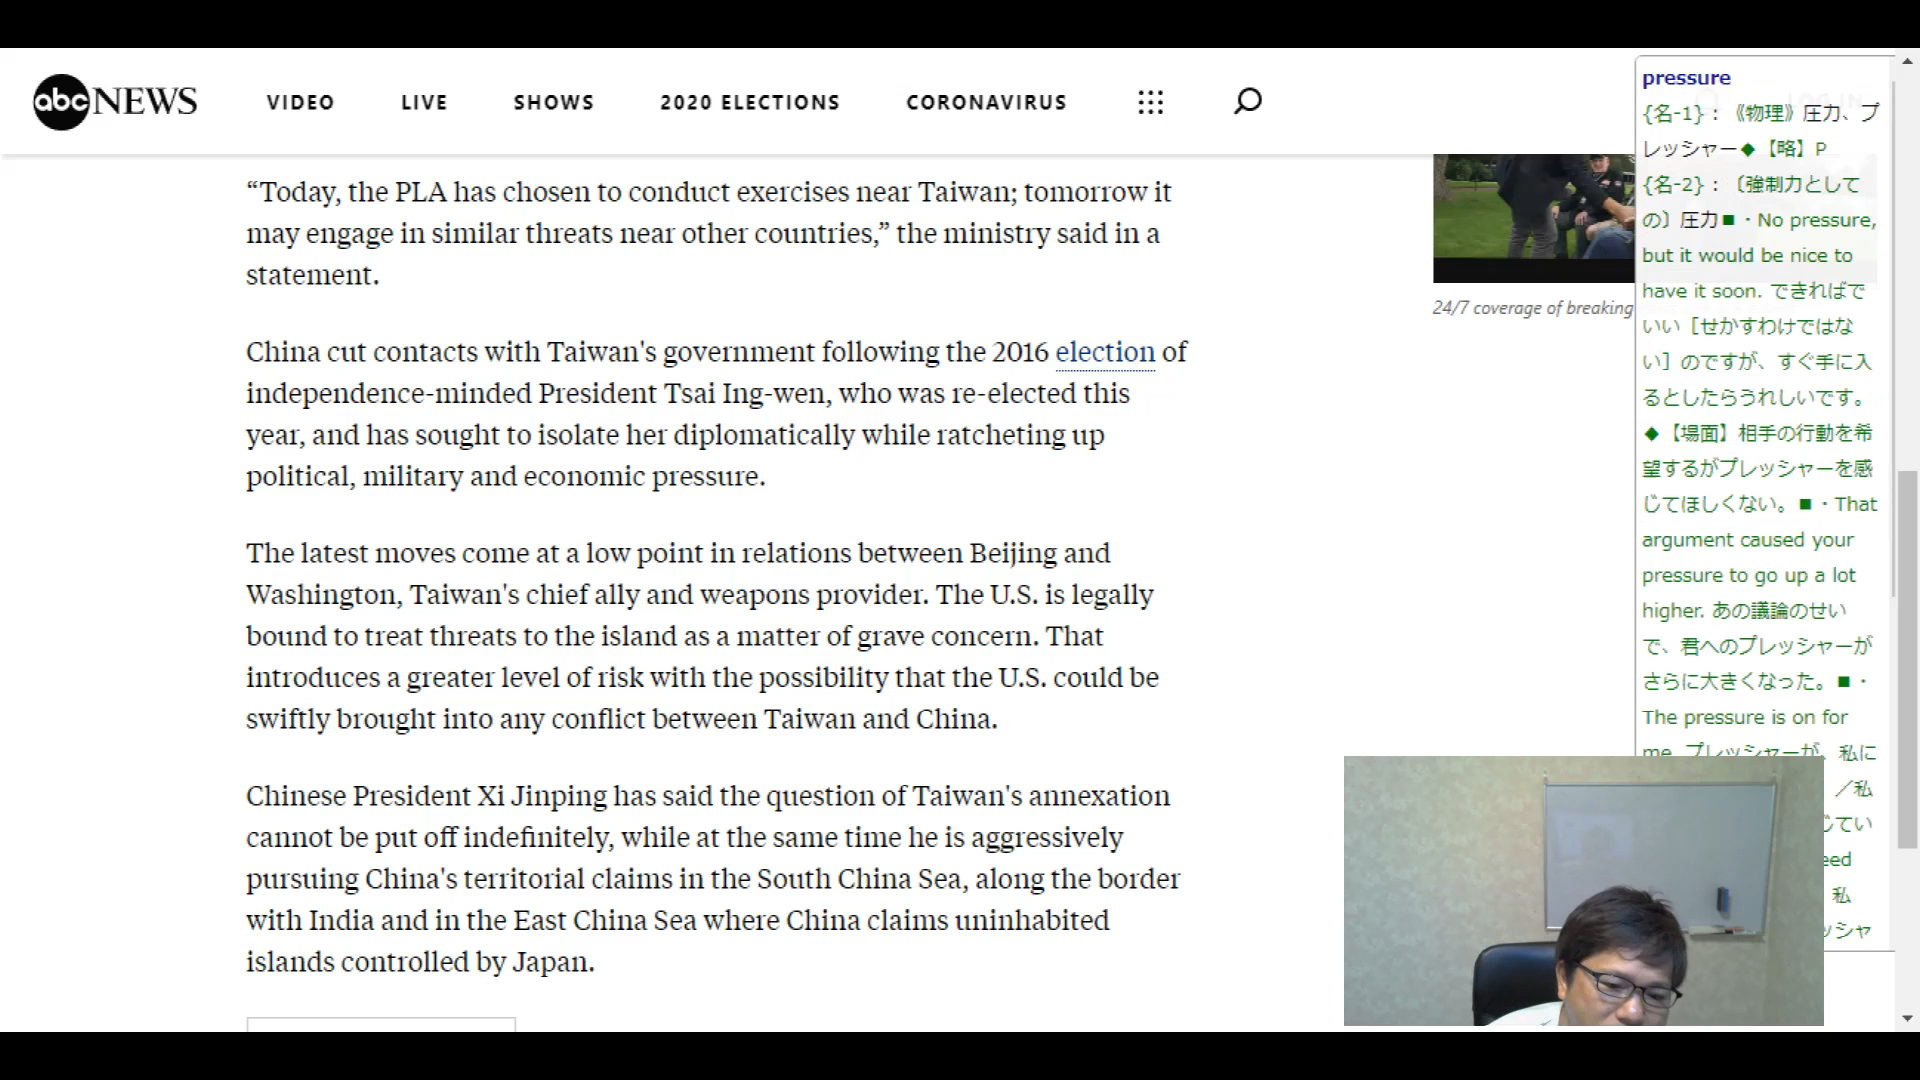 abc NEWS
VIDEO
LIVE
SHOWS
2020 ELECTIONS
CORONAVIRUS
“Today, the PLA has chosen to conduct exercises near Taiwan; tomorrow it
may engage in similar threats near other countries,” the ministry said in a
statement.
China cut contacts with Taiwan's government following the 2016 election of
independence-minded President Tsai Ing-wen, who was re-elected this
year, and has sought to isolate her diplomatically while ratcheting up
political, military and economic pressure.
The latest moves come at a low point in relations between Beijing and
Washington, Taiwan's chief ally and weapons provider. The U.S. is legally
bound to treat threats to the island as a matter of grave concern. That
introduces a greater level of risk with the possibility that the U.S. could be
swiftly brought into any conflict between Taiwan and China.
Chinese President Xi Jinping has said the question of Taiwan's annexation
cannot be put off indefinitely, while at the same time he is aggressively
pursuing China's territorial claims in the South China Sea, along the border
with India and in the East China Sea where China claims uninhabited
islands controlled by Japan.
24/7 coverage of breaking
pressure
{名-1}：《物理》圧力、プ
レッシャー◆【略】P
{名-2}：〔強制力として
の〕圧力■・No pressure,
but it would be nice to
have it soon. できればで
いい［せかすわけではな
い］のですが、すぐ手に入
るとしたらうれしいです。
◆【場面】相手の行動を希
望するがプレッシャーを感
じてほしくない。■・That
argument caused your
pressure to go up a lot
higher. あの議論のせい
で、君へのプレッシャーが
さらに大きくなった。■・
The pressure is on for
me. プレッシャーが、私に
／私
じてい
eed
私
ッシャ